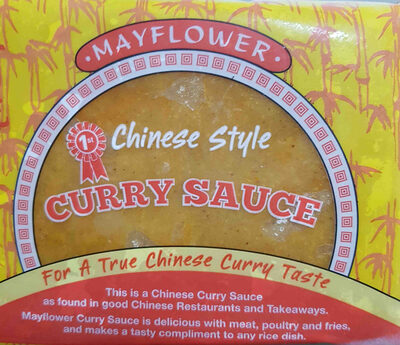 · MAYFLOWER ·
1st
Chinese Style
CURRY SAUCE
For A True Chinese Curry Taste
This is a Chinese Curry Sauce
as found in good Chinese Restaurants and Takeaways.
Mayflower Curry Sauce is delicious with meat, poultry and fries,
and makes a tasty compliment to any rice dish.